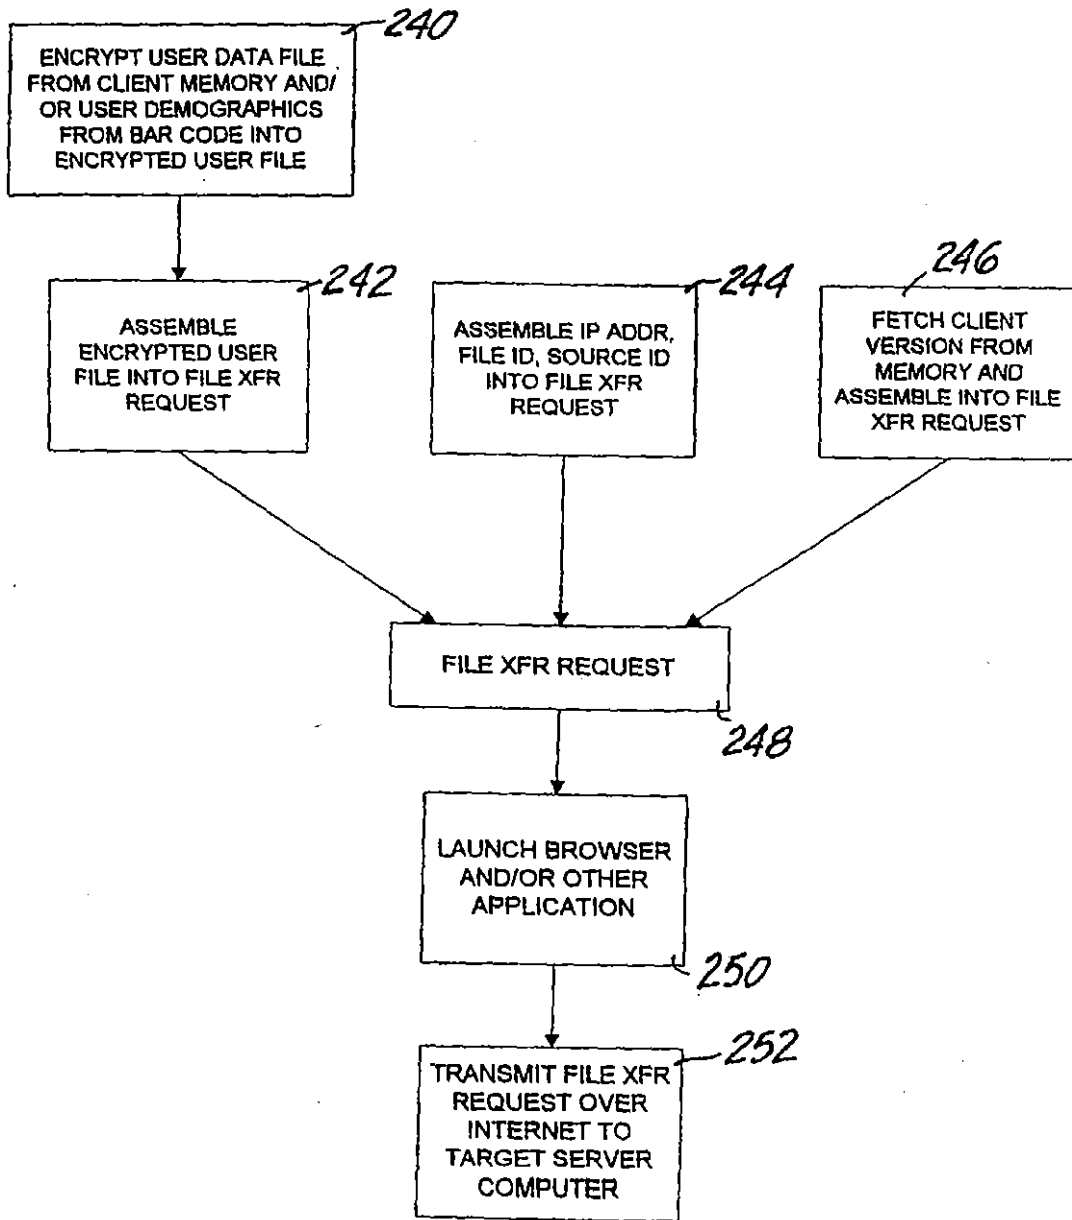 240
ENCRYPT USER DATA FILE
FROM CLIENT MEMORY AND/
OR USER DEMOGRAPHICS
FROM BAR CODE INTO
ENCRYPTED USER FILE
242
ASSEMBLE
ENCRYPTED USER
FILE INTO FILE XFR
REQUEST
244
ASSEMBLE IP ADDR,
FILE ID, SOURCE ID
INTO FILE XFR
REQUEST
246
FETCH CLIENT
VERSION FROM
MEMORY AND
ASSEMBLE INTO FILE
XFR REQUEST
FILE XFR REQUEST
248
LAUNCH BROWSER
AND/OR OTHER
APPLICATION
250
252
TRANSMIT FILE XFR
REQUEST OVER
INTERNET TO
TARGET SERVER
COMPUTER